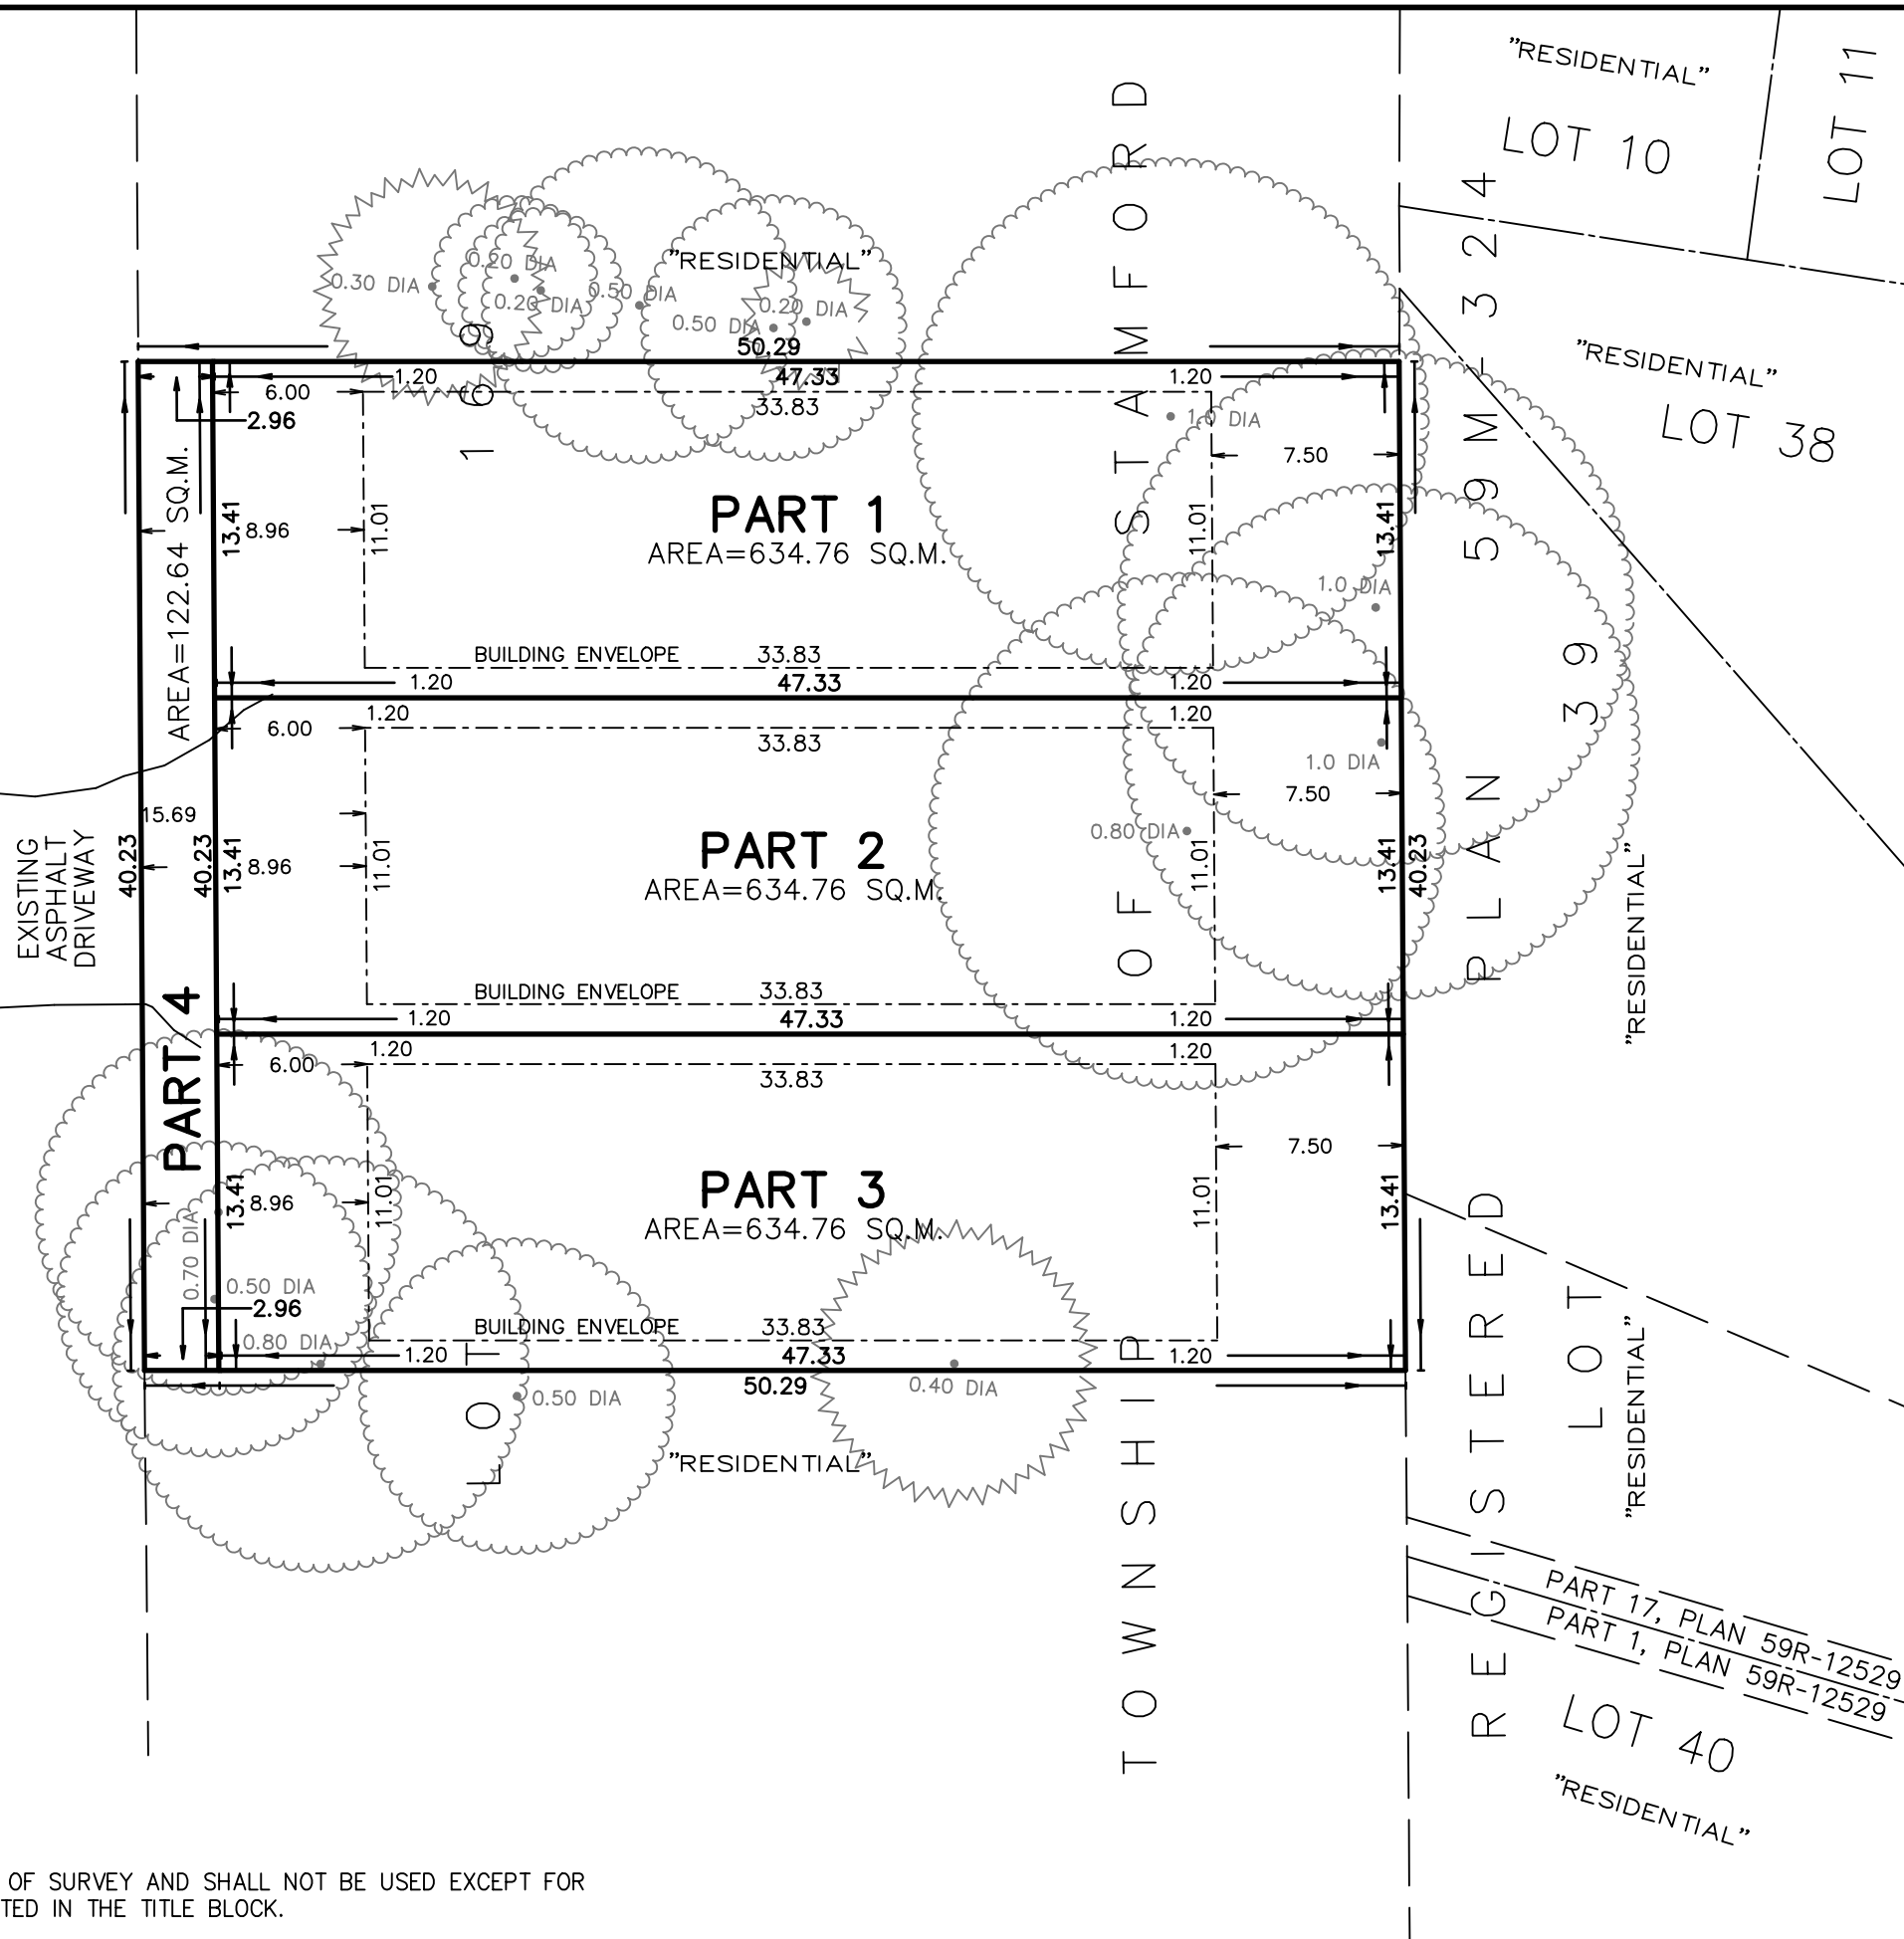 "RESIDENTIAL"
LOT 10
LOT 11
"RESIDENTIAL"
LOT 38
"RESIDENTIAL"
0.30 DIA
0.20 DIA
0.20 DIA
0.50 DIA
0.50 DIA
0.20 DIA
50.29
1.20
47.33
1.20
6.00
33.83
2.96
1.0 DIA
7.50
AREA=122.64 SQ.M.
13.41
8.96
11.01
PART 1
AREA=634.76 SQ.M.
11.01
13.41
1.0 DIA
BUILDING ENVELOPE
33.83
1.20
47.33
1.20
1.20
1.20
6.00
33.83
1.0 DIA
7.50
15.69
EXISTING
ASPHALT
DRIVEWAY
40.23
40.23
13.41
8.96
11.01
PART 2
AREA=634.76 SQ.M.
0.80 DIA
11.01
13.41
40.23
"RESIDENTIAL"
BUILDING ENVELOPE
33.83
1.20
47.33
1.20
PART 4
1.20
1.20
6.00
33.83
7.50
13.41
8.96
11.01
PART 3
AREA=634.76 SQ.M.
11.01
13.41
0.70 DIA
0.50 DIA
2.96
0.80 DIA
BUILDING ENVELOPE
33.83
1.20
47.33
1.20
50.29
0.50 DIA
0.40 DIA
"RESIDENTIAL"
LOT 169
TOWNSHIP OF STAMFORD
REGISTERED PLAN 59M-324
LOT 39
"RESIDENTIAL"
PART 17, PLAN 59R-12529
PART 1, PLAN 59R-12529
LOT 40
"RESIDENTIAL"
OF SURVEY AND SHALL NOT BE USED EXCEPT FOR
TED IN THE TITLE BLOCK.